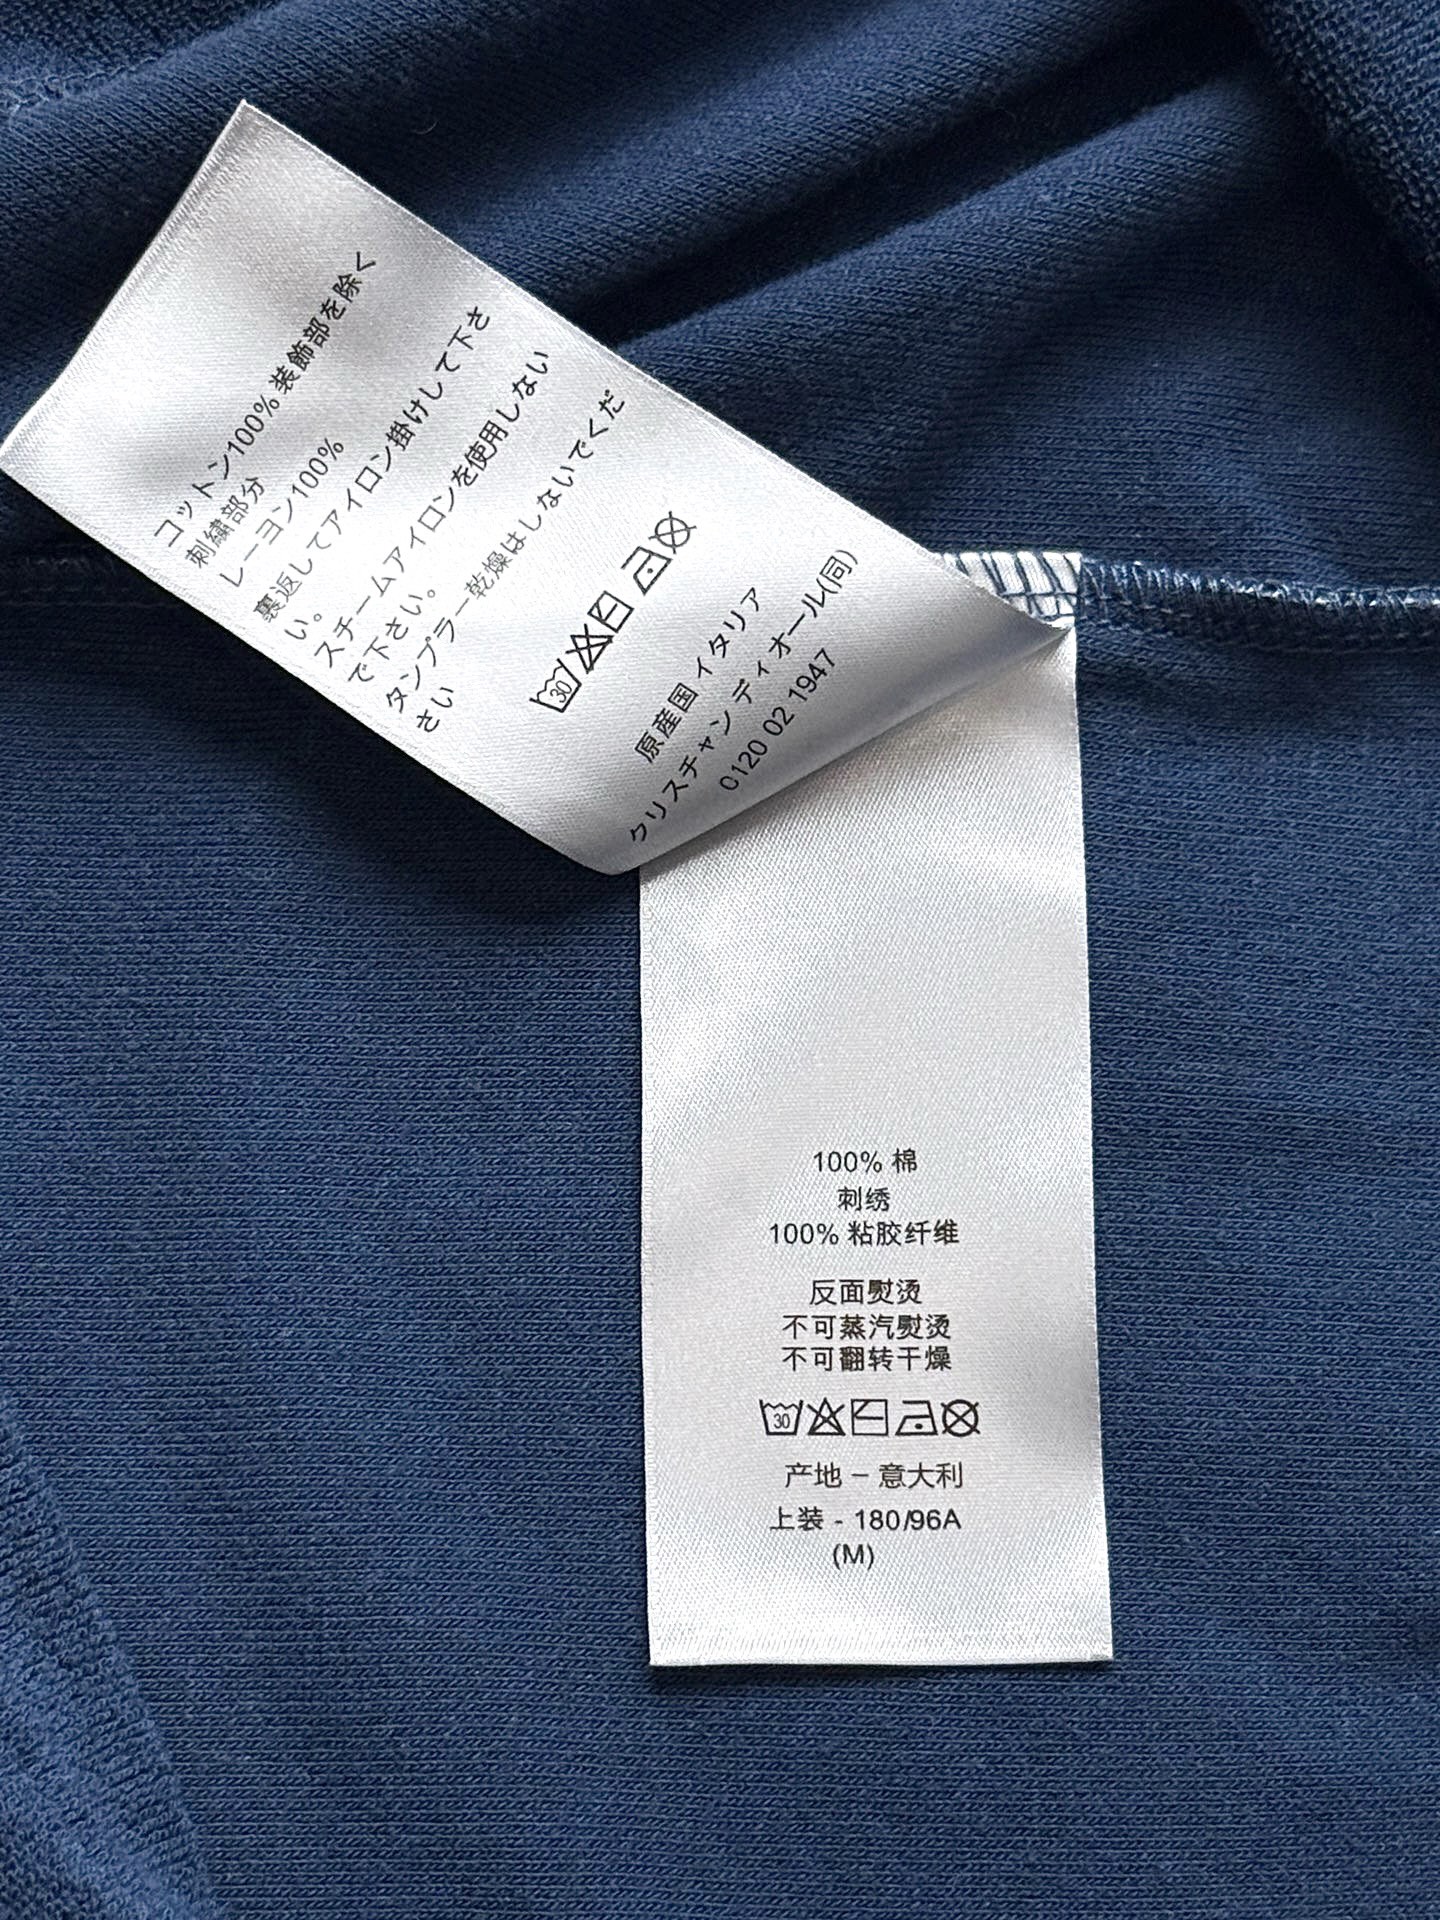 コットン100% 装飾部を除く
刺繍部分
レーヨン100%
裏返してアイロン掛けして下さ
い。
スチームアイロンを使用しない
で下さい。
タンブラー乾燥はしないでくだ
さい
30
原産国 イタリア
クリスチャン ディオール(同)
0120 02 1947
100% 棉
刺绣
100% 粘胶纤维
反面熨烫
不可蒸汽熨烫
不可翻转干燥
30
产地 – 意大利
上装 - 180/96A
(M)